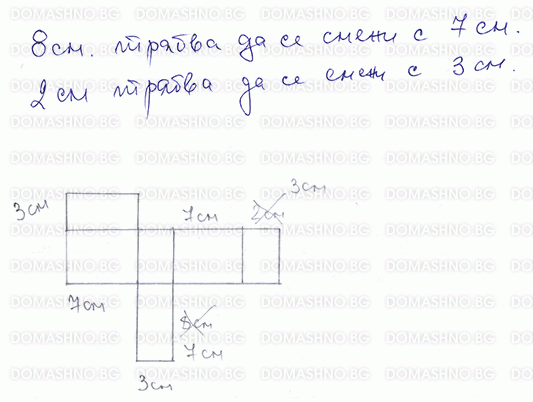 8см. трябва да се смени с 7см.
2см трябва да се смени с 3см.
3см
3см
7см
2см
7см
8см
7см
3см
DOMASHNO.BG